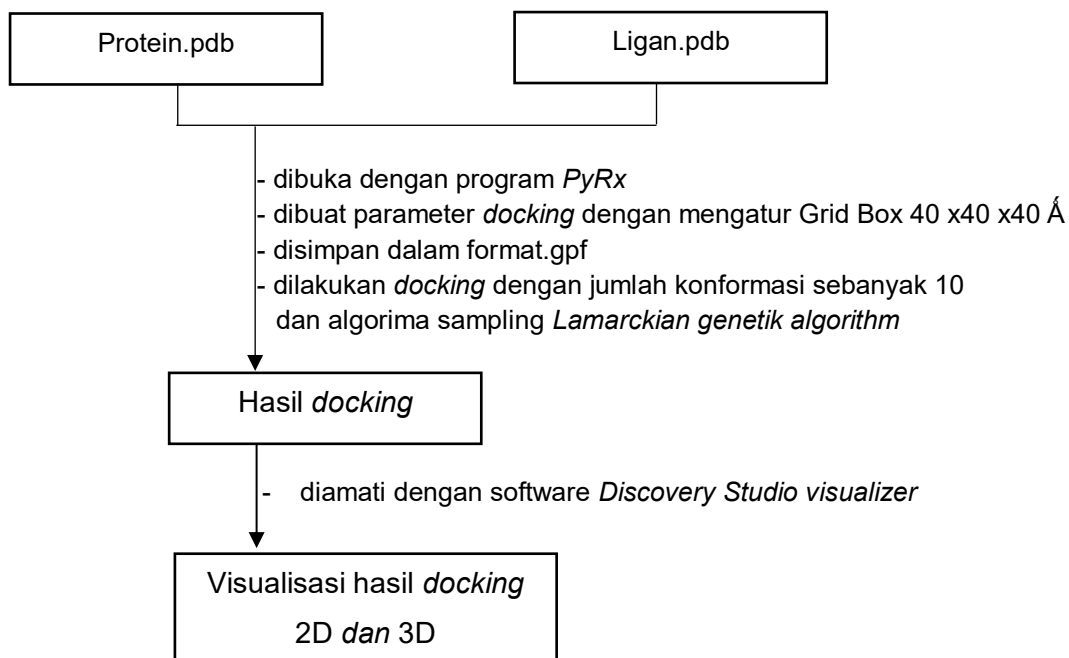 Protein.pdb
Ligan.pdb
- dibuka dengan program PyRx
- dibuat parameter docking dengan mengatur Grid Box 40 x40 x40 Ǻ
- disimpan dalam format.gpf
- dilakukan docking dengan jumlah konformasi sebanyak 10
dan algorima sampling Lamarckian genetik algorithm
Hasil docking
- diamati dengan software Discovery Studio visualizer
Visualisasi hasil docking
2D dan 3D